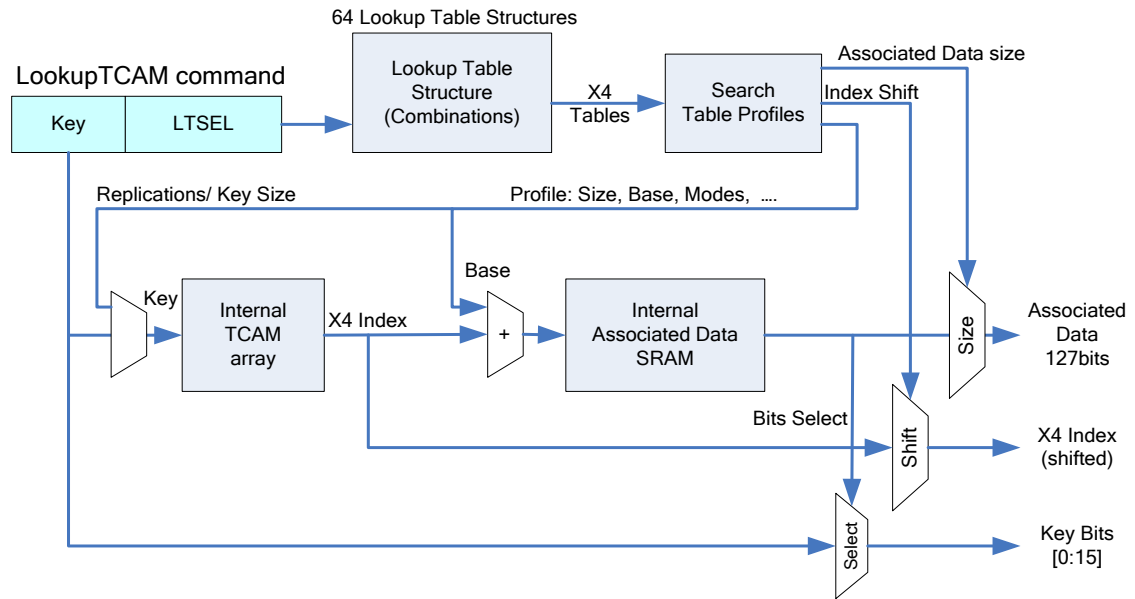 64 Lookup Table Structures
LookupTCAM command
Key
LTSEL
Lookup Table
Structure
(Combinations)
X4
Tables
Search
Table Profiles
Associated Data size
Index Shift
Replications/ Key Size
Profile: Size, Base, Modes, ....
Key
Internal
TCAM
array
X4 Index
Base
+
Internal
Associated Data
SRAM
Size
Associated
Data
127bits
Bits Select
Shift
X4 Index
(shifted)
Select
Key Bits
[0:15]